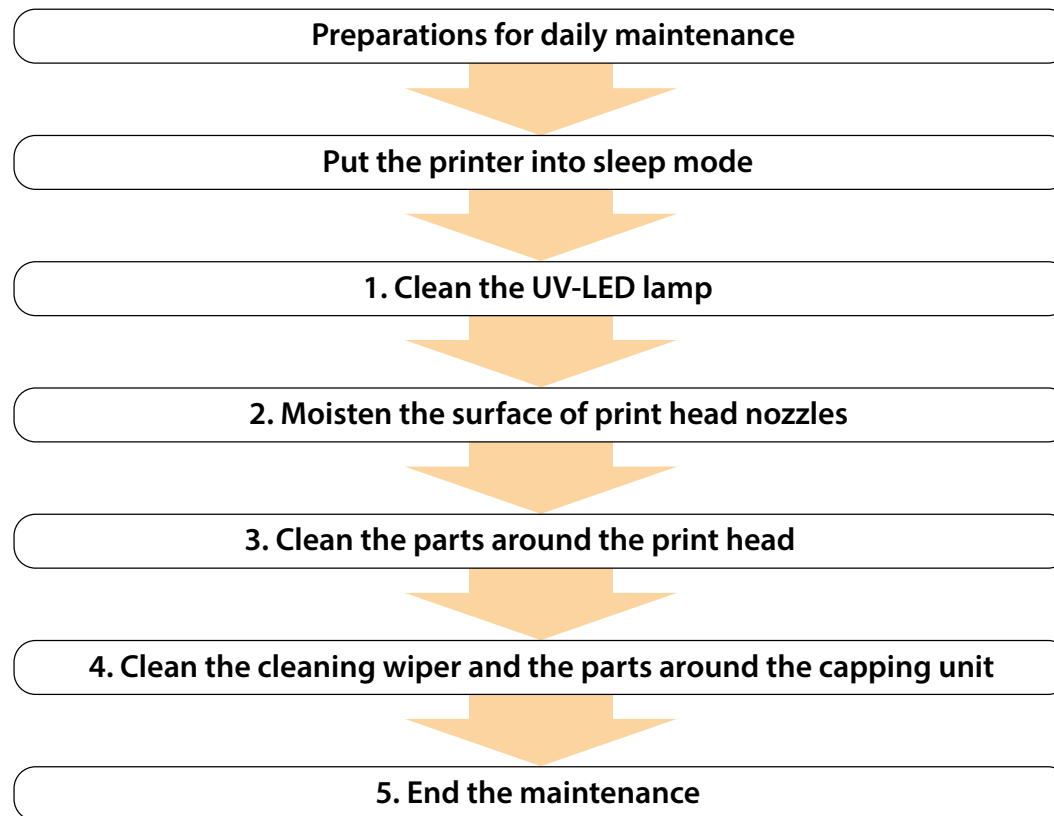 Preparations for daily maintenance
Put the printer into sleep mode
1. Clean the UV-LED lamp
2. Moisten the surface of print head nozzles
3. Clean the parts around the print head
4. Clean the cleaning wiper and the parts around the capping unit
5. End the maintenance